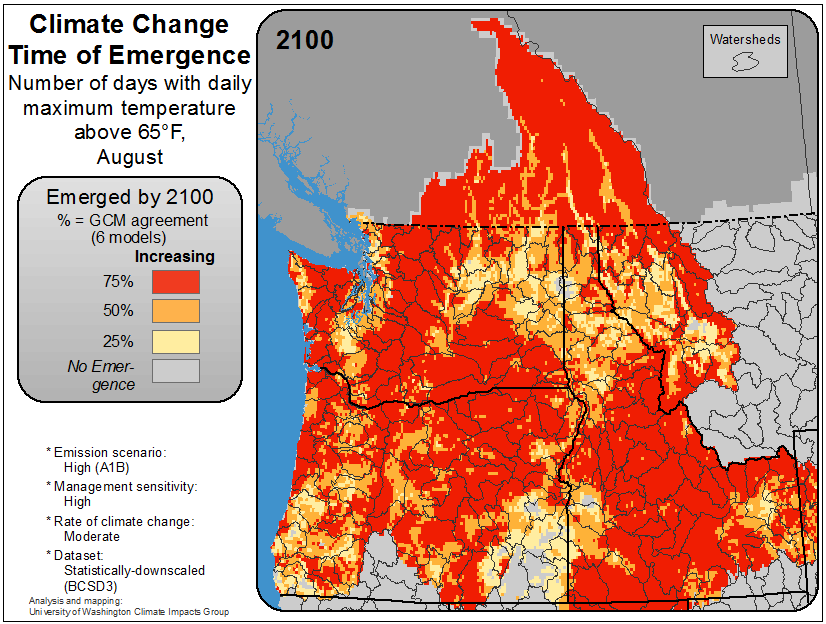 Climate Change
Time of Emergence
Number of days with daily
maximum temperature
above 65°F,
August
Emerged by 2100
% = GCM agreement
(6 models)
Increasing
75%
50%
25%
No Emer-
gence
* Emission scenario:
High (A1B)
* Management sensitivity:
High
* Rate of climate change:
Moderate
* Dataset:
Statistically-downscaled
(BCSD3)
Analysis and mapping:
University of Washington Climate Impacts Group
2100
Watersheds